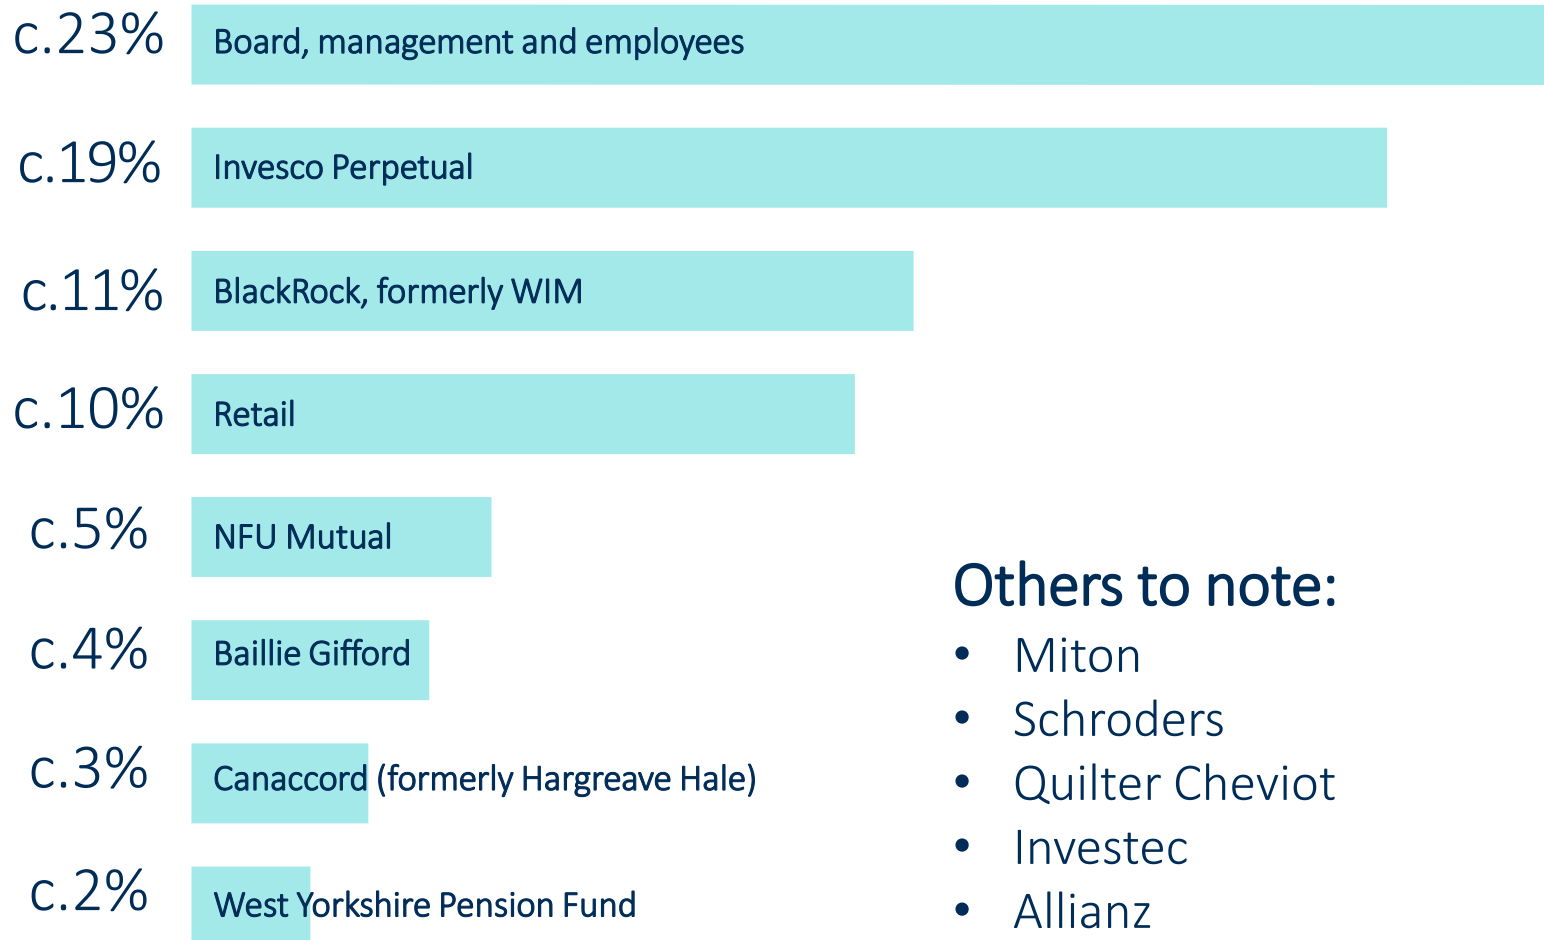 c.23% Board, management and employees
c.19% Invesco Perpetual
c.11% BlackRock, formerly WIM
c.10% Retail
c.5% NFU Mutual
c.4% Baillie Gifford
c.3% Canaccord (formerly Hargreave Hale)
c.2% West Yorkshire Pension Fund
Others to note:
• Miton
• Schroders
• Quilter Cheviot
• Investec
• Allianz